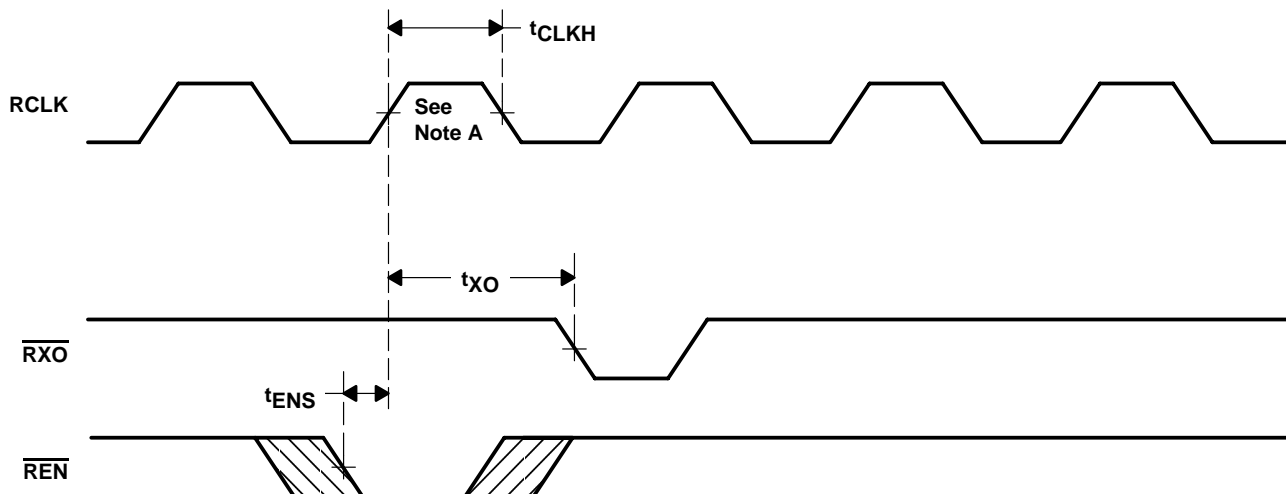 tCLKH
RCLK
See
Note A
tXO
RXO
tENS
REN